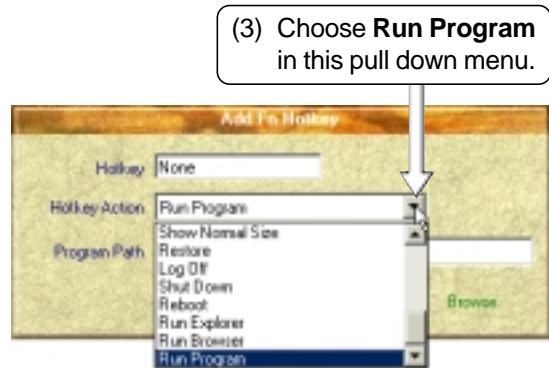 (3) Choose Run Program
in this pull down menu.
Add Fn Hotkey
Hotkey None
Hotkey Action Run Program
Show Normal Size
Program Path Restore
Log Off
Shut Down
Reboot
Browse
Run Explorer
Run Browser
Run Program